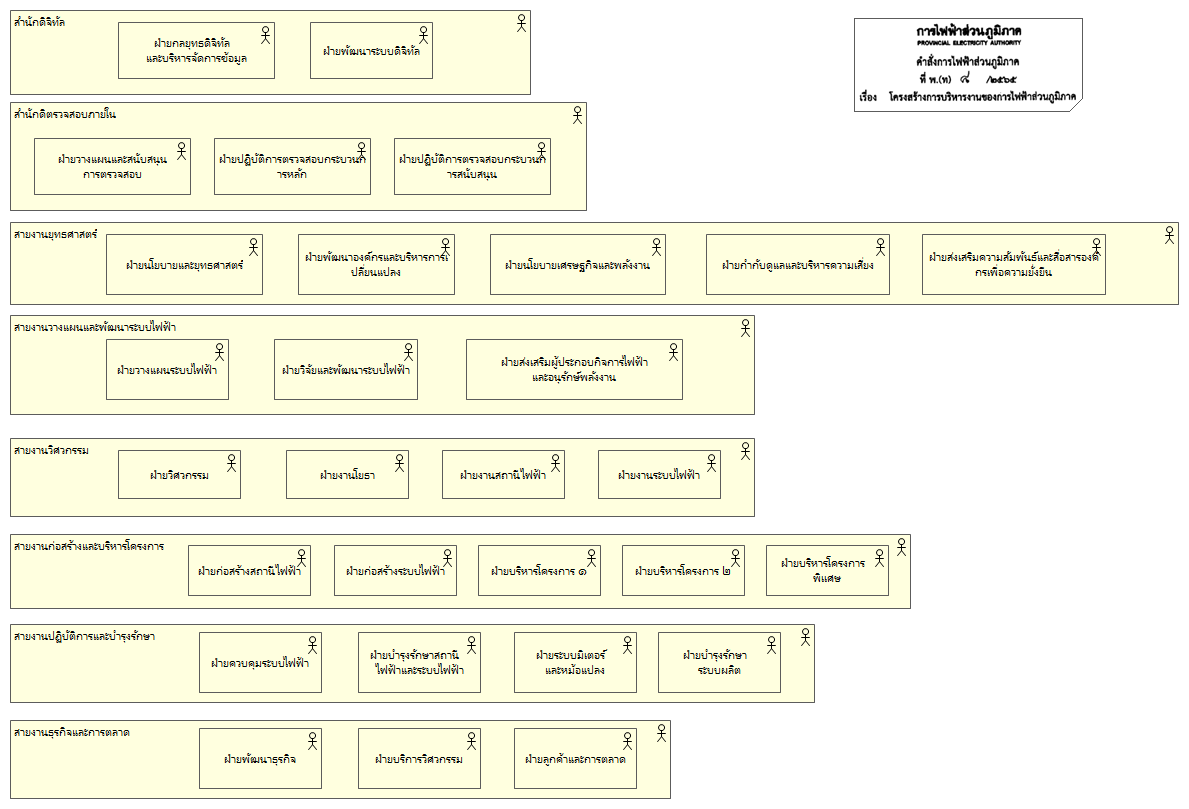 สำนักดิจิทัล
ฝ่ายกลยุทธดิจิทัล
และบริหารจัดการข้อมูล
ฝ่ายพัฒนาระบบดิจิทัล
การไฟฟ้าส่วนภูมิภาค
PROVINCIAL ELECTRICITY AUTHORITY
คำสั่งการไฟฟ้าส่วนภูมิภาค
ที่ พ.(ท) ๘ /๒๕๖๕
เรื่อง โครงสร้างการบริหารงานของการไฟฟ้าส่วนภูมิภาค
สำนักดิตรวจสอบภายใน
ฝ่ายวางแผนและสนับสนุน
การตรวจสอบ
ฝ่ายปฏิบัติการตรวจสอบกระบวนก
ารหลัก
ฝ่ายปฏิบัติการตรวจสอบกระบวนก
ารสนับสนุน
สายงานยุทธศาสตร์
ฝ่ายนโยบายและยุทธศาสตร์
ฝ่ายพัฒนาองค์กรและบริหารการเ
ปลี่ยนแปลง
ฝ่ายนโยบายเศรษฐกิจและพลังงาน
ฝ่ายกำกับดูแลและบริหารความเสี่ยง
ฝ่ายส่งเสริมความสัมพันธ์และสื่อสารองค์
กรเพื่อความยั่งยืน
สายงานวางแผนและพัฒนาระบบไฟฟ้า
ฝ่ายวางแผนระบบไฟฟ้า
ฝ่ายวิจัยและพัฒนาระบบไฟฟ้า
ฝ่ายส่งเสริมผู้ประกอบกิจการไฟฟ้า
และอนุรักษ์พลังงาน
สายงานวิศวกรรม
ฝ่ายวิศวกรรม
ฝ่ายงานโยธา
ฝ่ายงานสถานีไฟฟ้า
ฝ่ายงานระบบไฟฟ้า
สายงานก่อสร้างและบริหารโครงการ
ฝ่ายก่อสร้างสถานีไฟฟ้า
ฝ่ายก่อสร้างระบบไฟฟ้า
ฝ่ายบริหารโครงการ ๑
ฝ่ายบริหารโครงการ ๒
ฝ่ายบริหารโครงการ
พิเศษ
สายงานปฏิบัติการและบำรุงรักษา
ฝ่ายควบคุมระบบไฟฟ้า
ฝ่ายบำรุงรักษาสถานี
ไฟฟ้าและระบบไฟฟ้า
ฝ่ายระบบมิเตอร์
และหม้อแปลง
ฝ่ายบำรุงรักษา
ระบบผลิต
สายงานธุรกิจและการตลาด
ฝ่ายพัฒนาธุรกิจ
ฝ่ายบริการวิศวกรรม
ฝ่ายลูกค้าและการตลาด